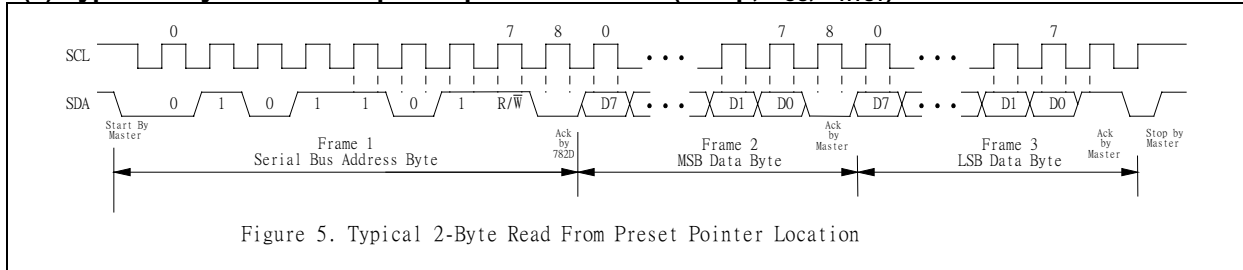 0 7 8 0 7 8 0 7
SCL
SDA 0 1 0 1 1 0 1 R/W̅ D7 D1 D0 D7 D1 D0
Start By
Master
Ack
by
782D
Ack
by
Master
Ack
by
Master
Stop by
Master
Frame 1
Serial Bus Address Byte
Frame 2
MSB Data Byte
Frame 3
LSB Data Byte
Figure 5. Typical 2-Byte Read From Preset Pointer Location